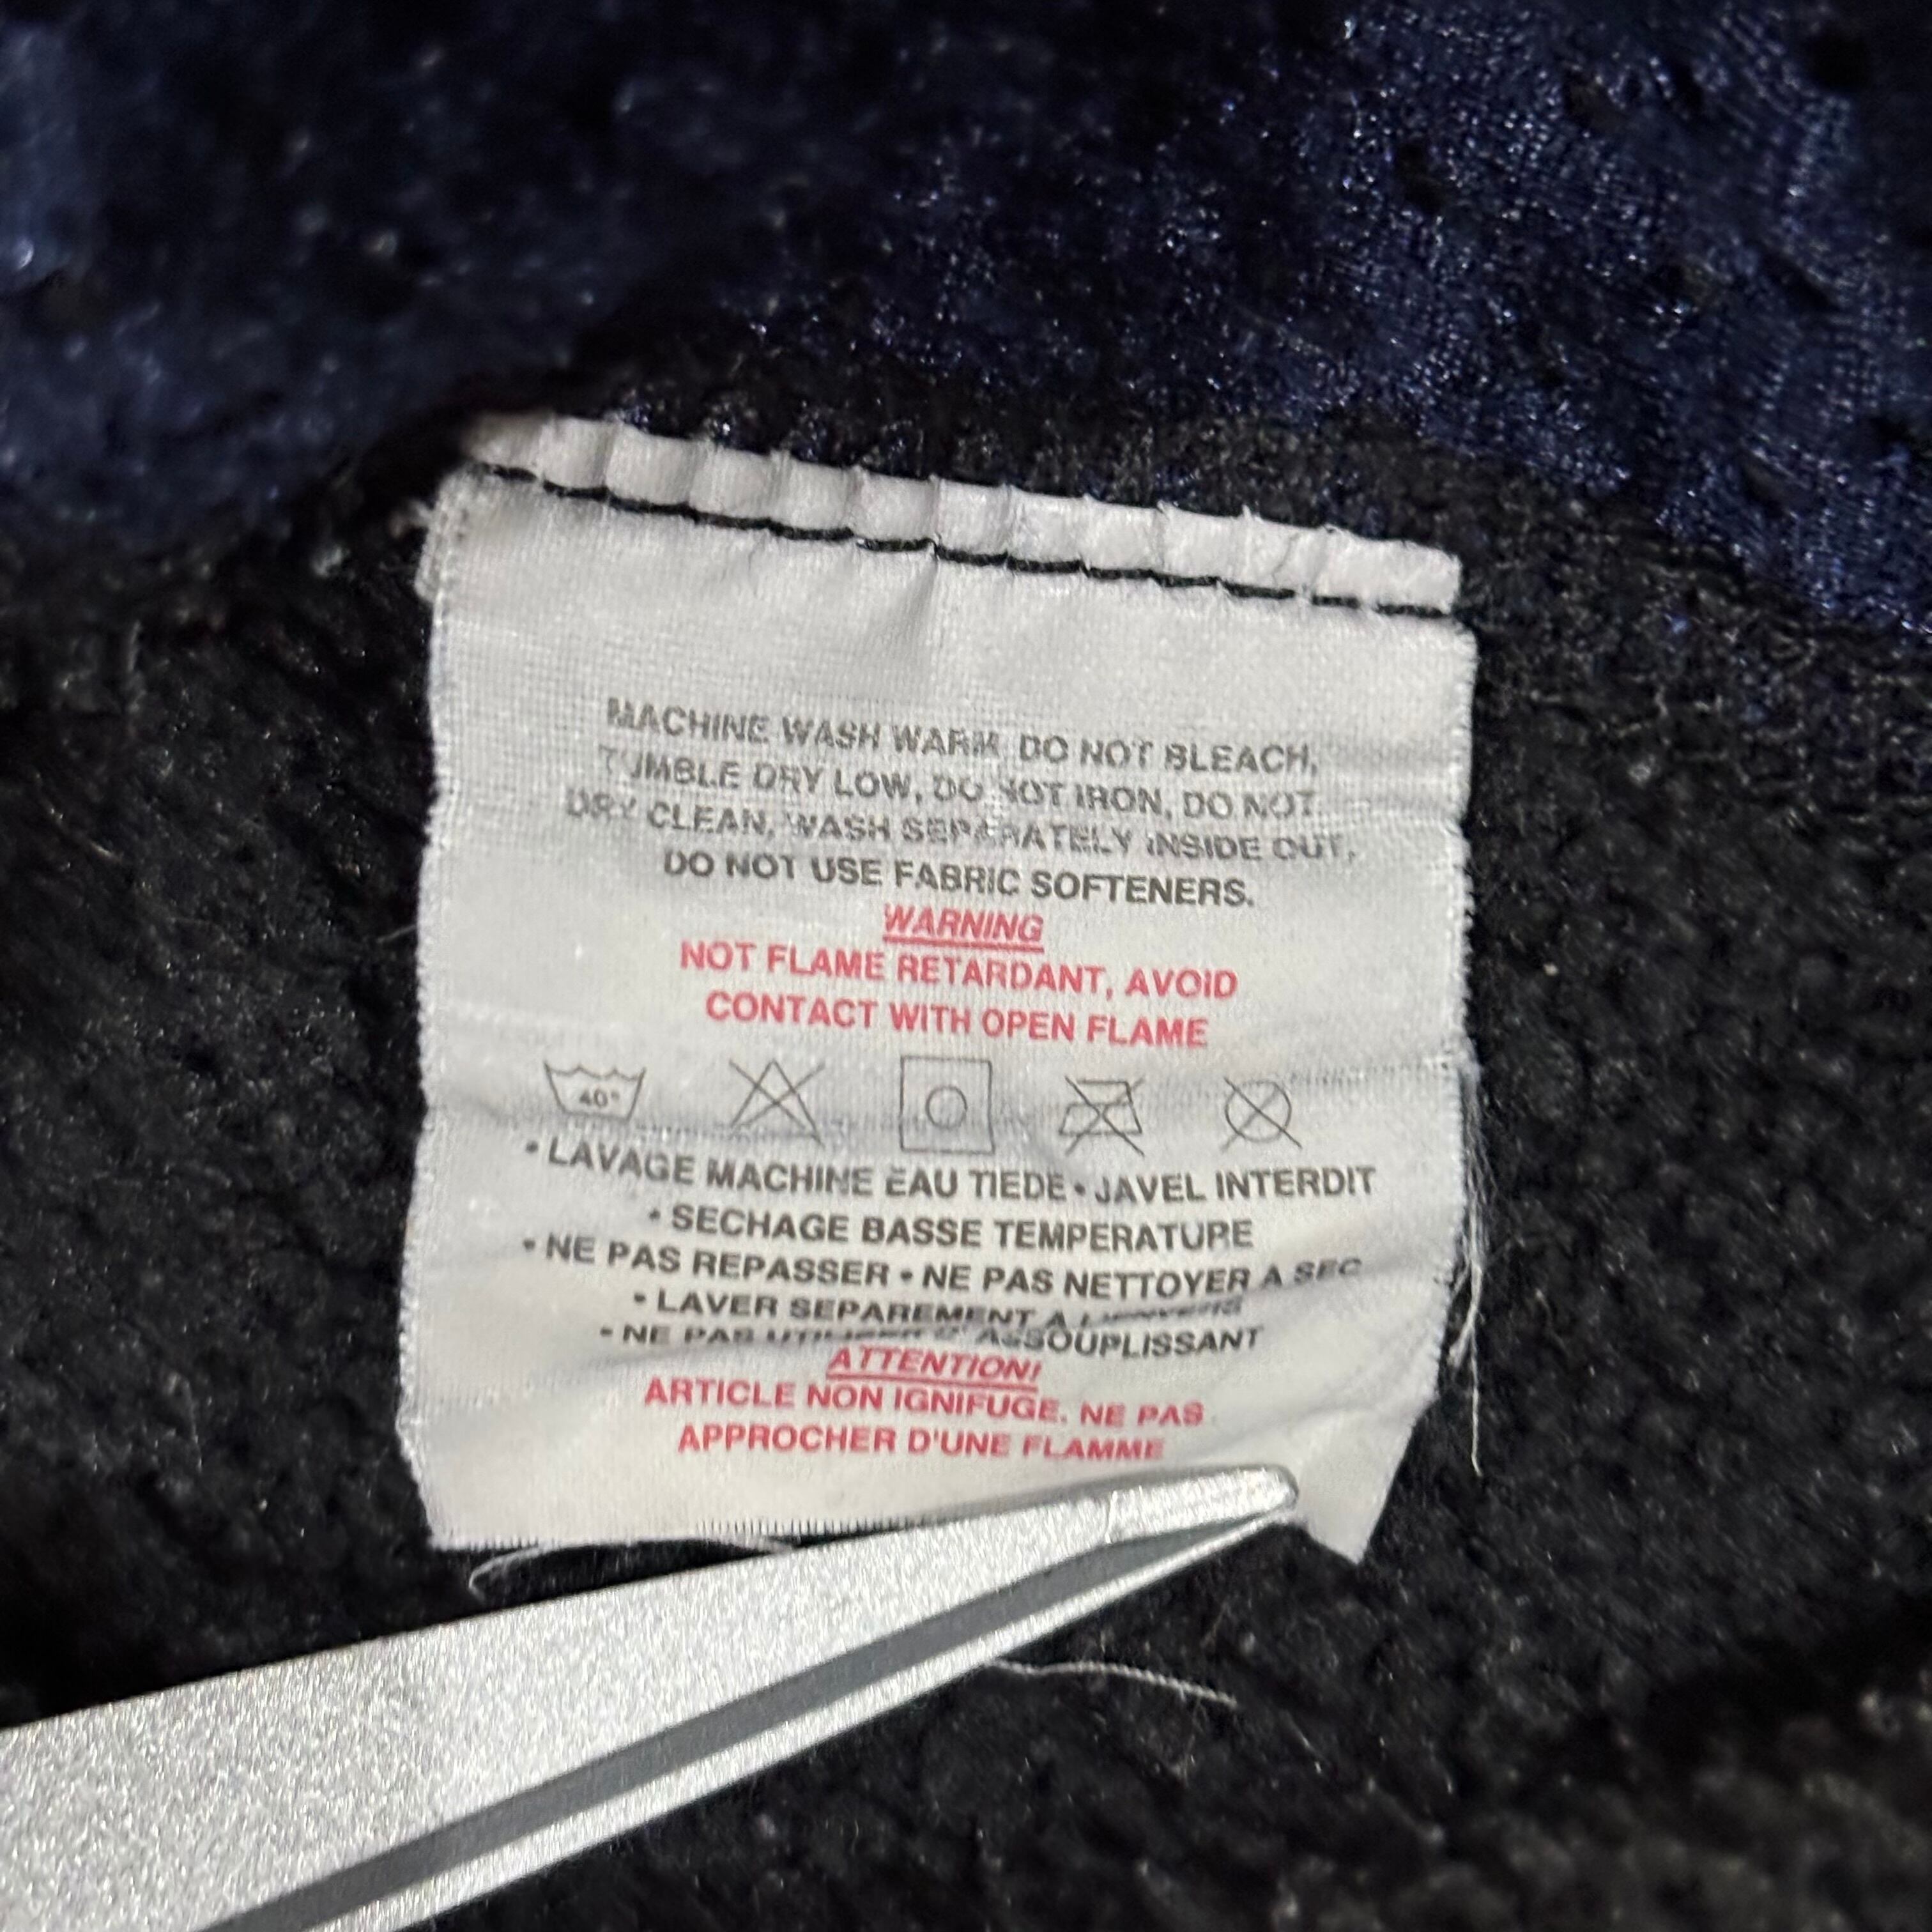 MACHINE WASH WARM DO NOT BLEACH,
TUMBLE DRY LOW, DO NOT IRON, DO NOT
DRY CLEAN, WASH SEPARATELY INSIDE OUT,
DO NOT USE FABRIC SOFTENERS.
WARNING
NOT FLAME RETARDANT, AVOID
CONTACT WITH OPEN FLAME
40°
• LAVAGE MACHINE EAU TIEDE • JAVEL INTERDIT
• SECHAGE BASSE TEMPERATURE
• NE PAS REPASSER • NE PAS NETTOYER A SEC
• LAVER SEPAREMENT A
• NE PAS UTILISER D'ASSOUPLISSANT
ATTENTION!
ARTICLE NON IGNIFUGE. NE PAS
APPROCHER D'UNE FLAMME